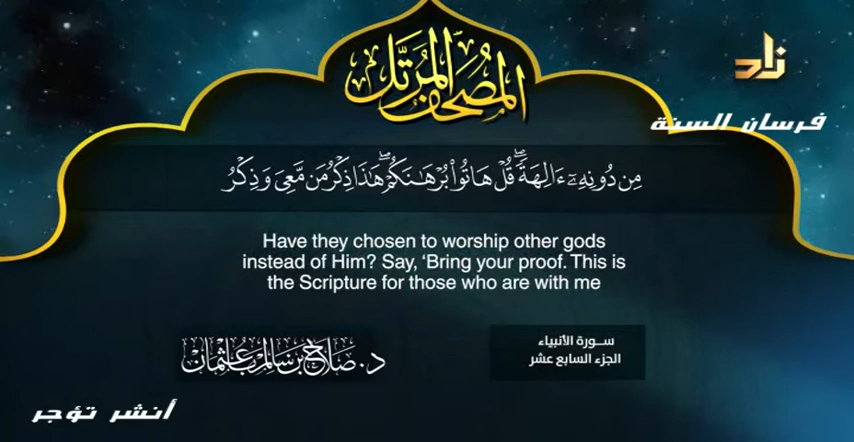 المصحف المرتل
زاد
فرسان السنة
مِن دُونِهِۦٓ ءَالِهَةٗۖ قُلۡ هَاتُواْ بُرۡهَٰنَكُمۡۖ هَٰذَا ذِكۡرُ مَن مَّعِيَ وَذِكۡرُ
Have they chosen to worship other gods
instead of Him? Say, ‘Bring your proof. This is
the Scripture for those who are with me
سـورة الأنبياء
الجزء السابع عشر
د. صلاح بن سالم بن عثمان
أنشر تؤجر